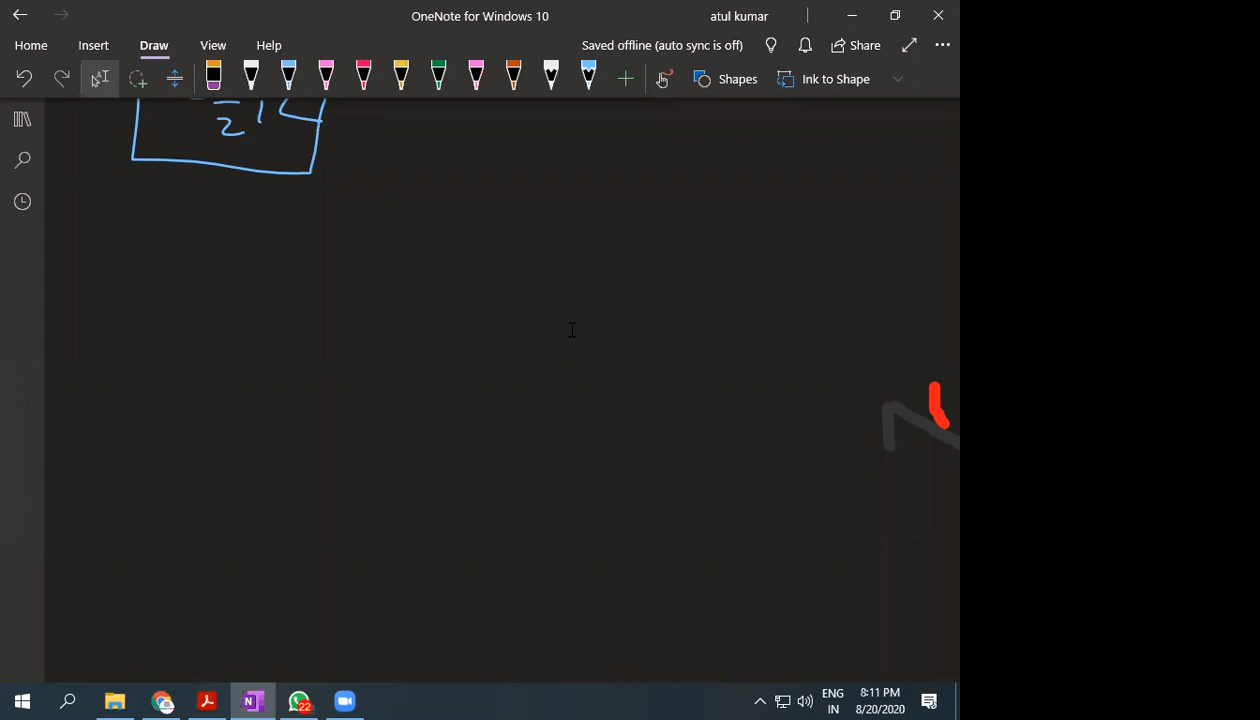 OneNote for Windows 10
atul kumar
Home Insert Draw View Help
Saved offline (auto sync is off)
Share
Shapes
Ink to Shape
2
22
ENG
IN
8:11 PM
8/20/2020